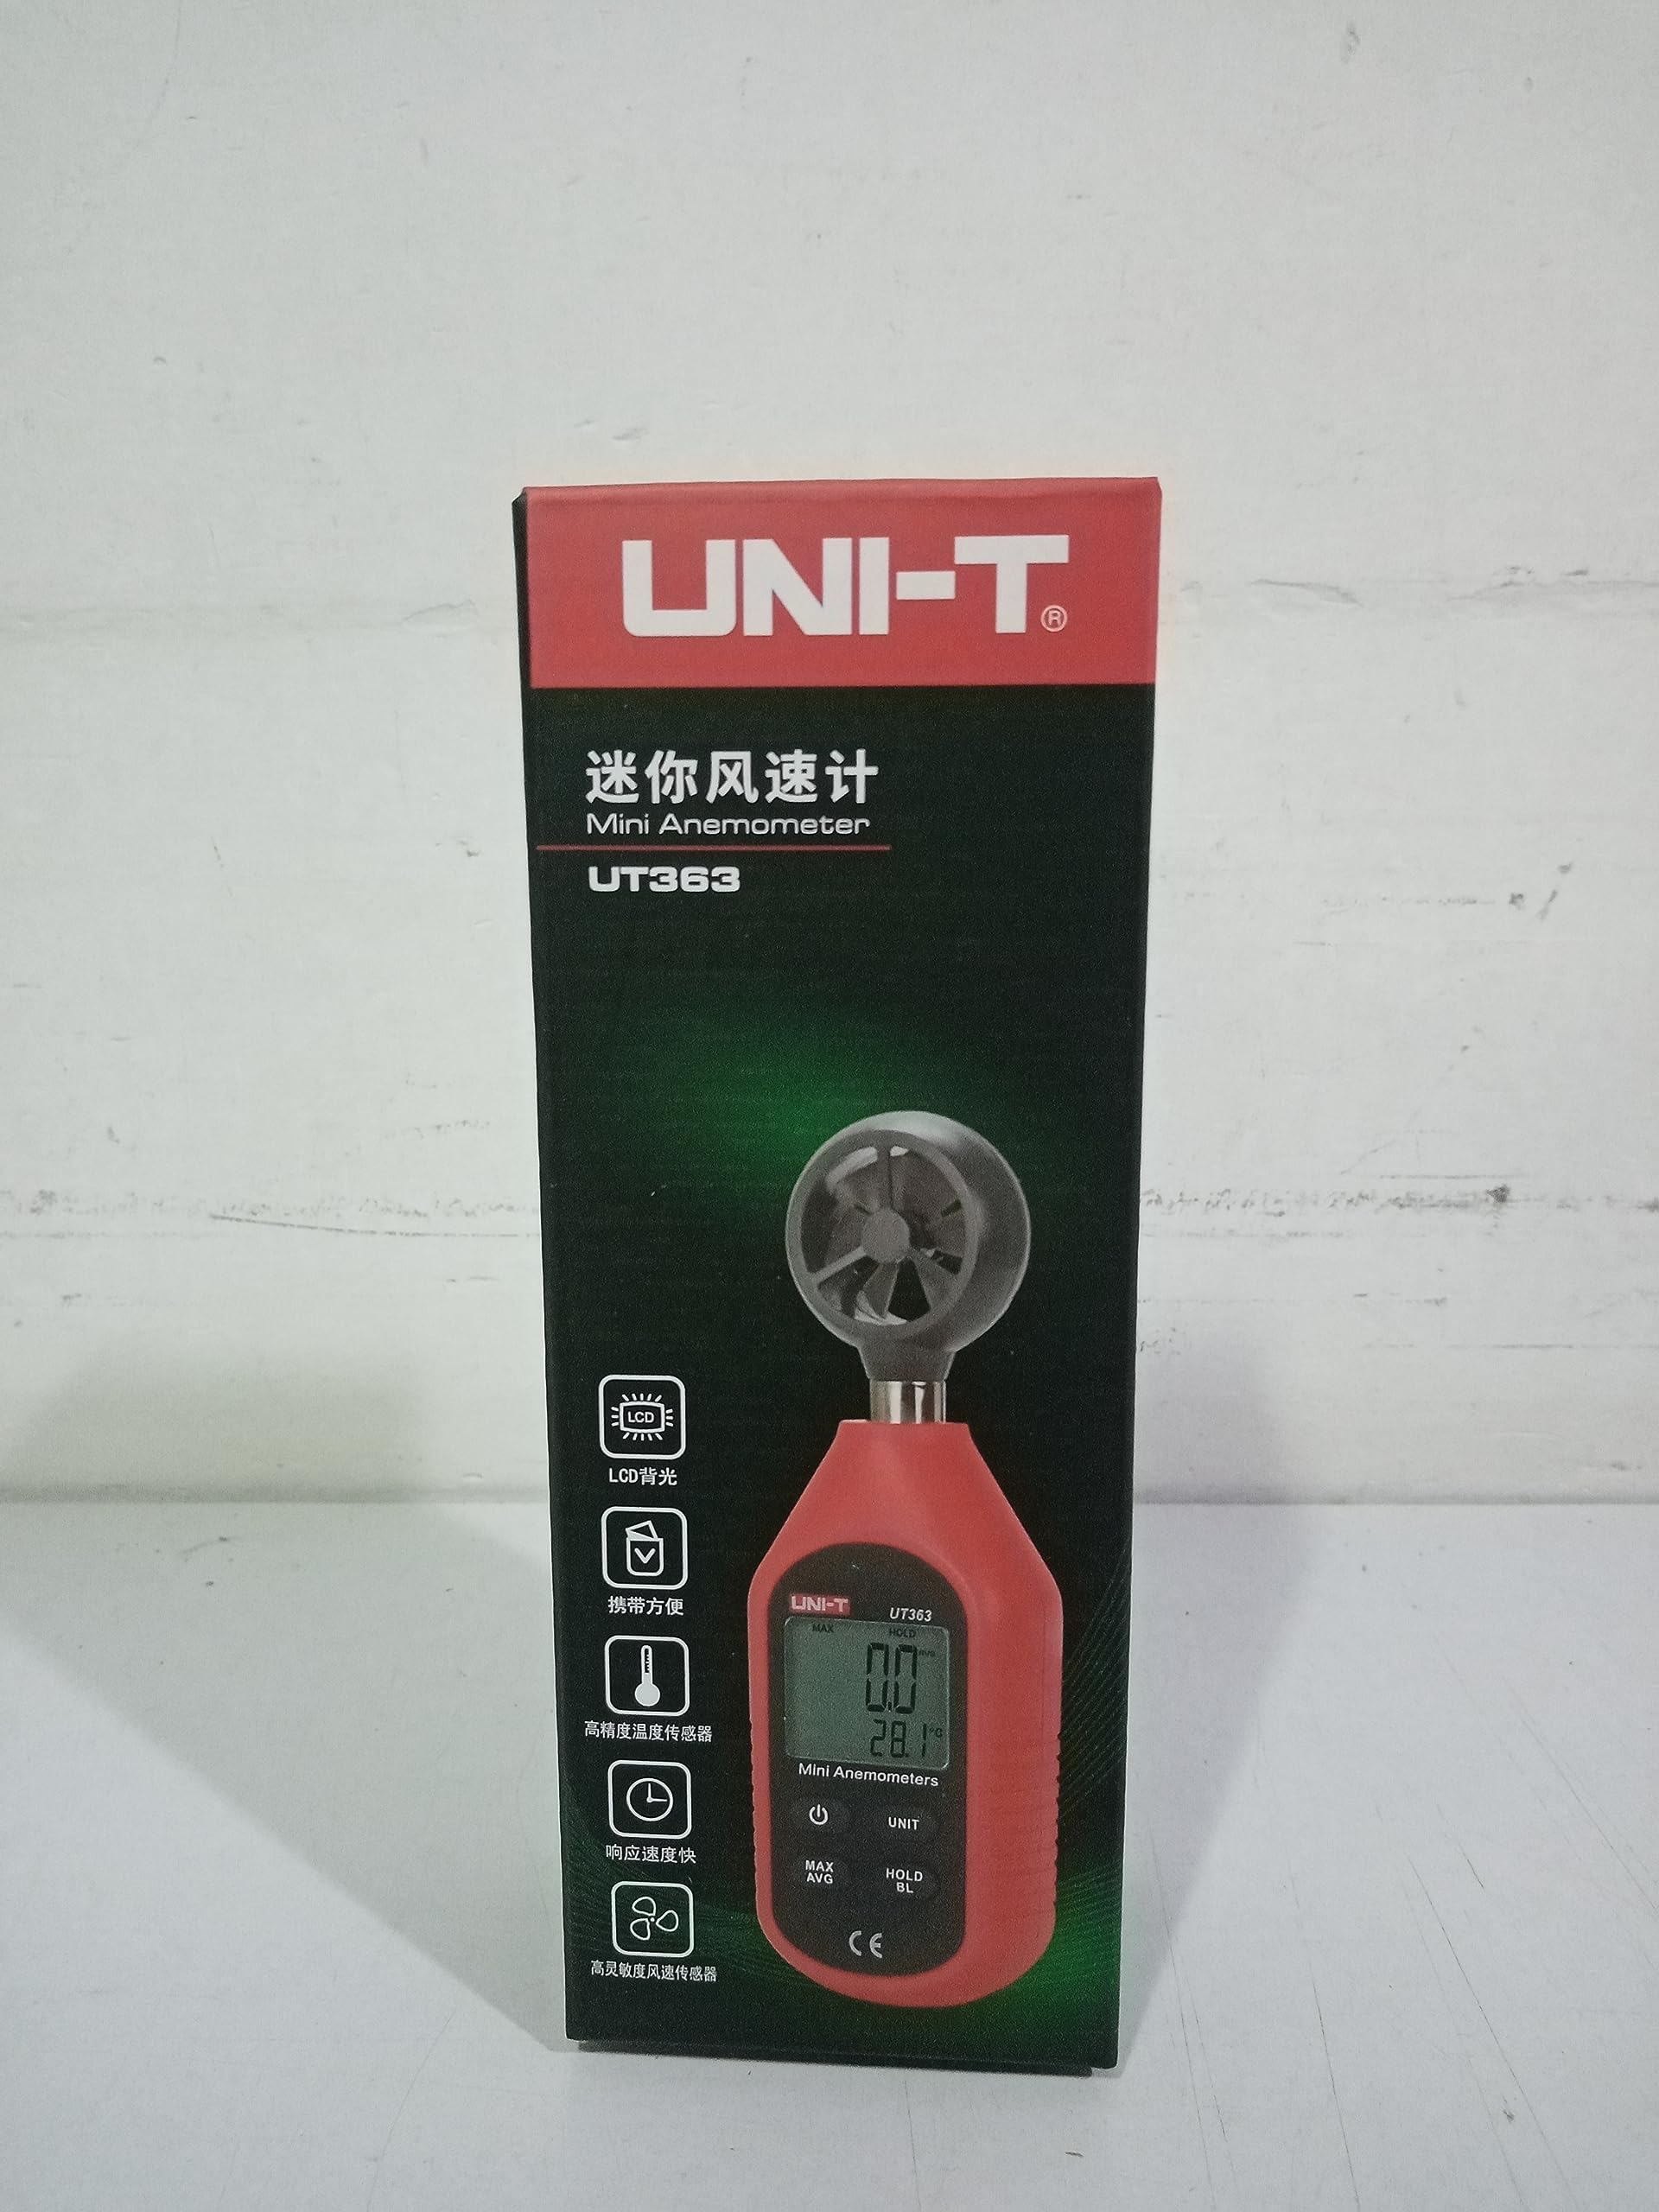 UNI-T®
迷你风速计
Mini Anemometer
UT363
LCD
LCD背光
携带方便
高精度温度传感器
响应速度快
高灵敏度风速传感器
UNI-T UT363
MAX HOLD
0.0 m/s
28.1 °C
Mini Anemometers
UNIT
MAX
AVG
HOLD
BL
CE